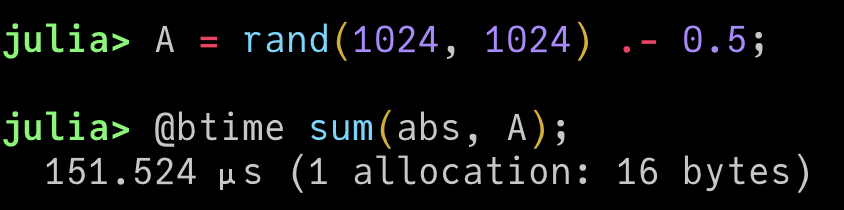 julia> A = rand(1024, 1024) .- 0.5;
julia> @btime sum(abs, A);
151.524 μs (1 allocation: 16 bytes)